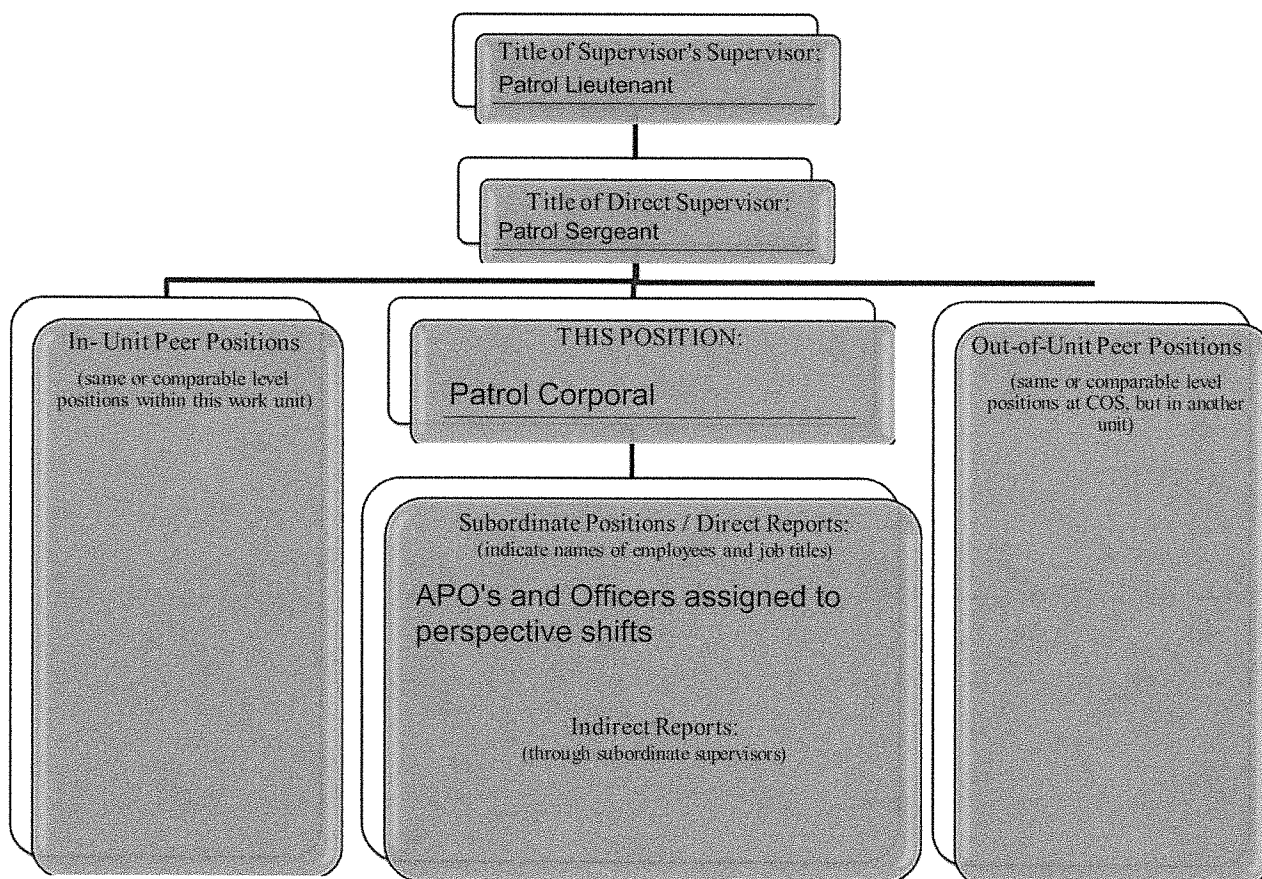 Title of Supervisor's Supervisor:
Patrol Lieutenant
Title of Direct Supervisor:
Patrol Sergeant
In- Unit Peer Positions
(same or comparable level
positions within this work unit)
THIS POSITION:
Patrol Corporal
Out-of-Unit Peer Positions
(same or comparable level
positions at COS, but in another
unit)
Subordinate Positions / Direct Reports:
(indicate names of employees and job titles)
APO's and Officers assigned to
perspective shifts
Indirect Reports:
(through subordinate supervisors)